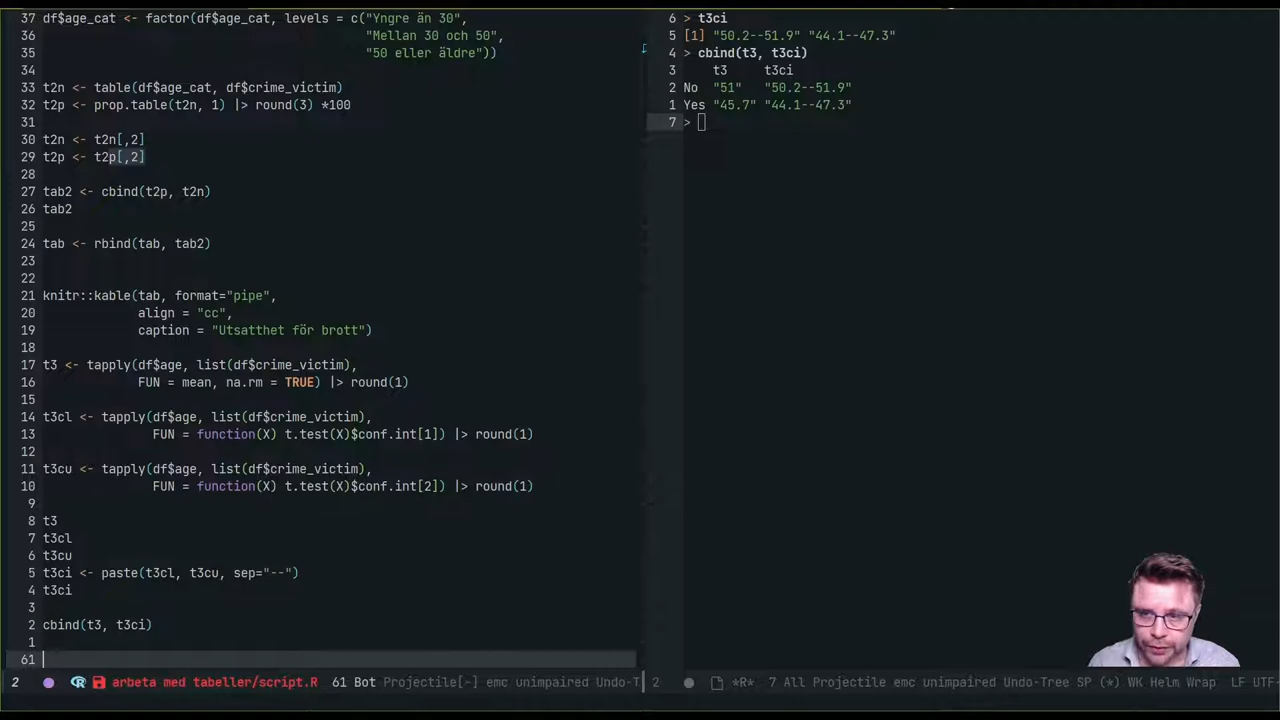 37 df$age_cat <- factor(df$age_cat, levels = c("Yngre än 30",
36 "Mellan 30 och 50",
35 "50 eller äldre"))
34
33 t2n <- table(df$age_cat, df$crime_victim)
32 t2p <- prop.table(t2n, 1) |> round(3) *100
31
30 t2n <- t2n[,2]
29 t2p <- t2p[,2]
28
27 tab2 <- cbind(t2p, t2n)
26 tab2
25
24 tab <- rbind(tab, tab2)
23
22
21 knitr::kable(tab, format="pipe",
20 align = "cc",
19 caption = "Utsatthet för brott")
18
17 t3 <- tapply(df$age, list(df$crime_victim),
16 FUN = mean, na.rm = TRUE) |> round(1)
15
14 t3cl <- tapply(df$age, list(df$crime_victim),
13 FUN = function(X) t.test(X)$conf.int[1]) |> round(1)
12
11 t3cu <- tapply(df$age, list(df$crime_victim),
10 FUN = function(X) t.test(X)$conf.int[2]) |> round(1)
9
8 t3
7 t3cl
6 t3cu
5 t3ci <- paste(t3cl, t3cu, sep="--")
4 t3ci
3
2 cbind(t3, t3ci)
1
61
2 arbeta med tabeller/script.R 61 Bot Projectile[-] emc unimpaired Undo-T
6 > t3ci
5 [1] "50.2--51.9" "44.1--47.3"
4 > cbind(t3, t3ci)
3 t3 t3ci
2 No "51" "50.2--51.9"
1 Yes "45.7" "44.1--47.3"
7 >
2 *R* 7 All Projectile emc unimpaired Undo-Tree SP (*) WK Helm Wrap LF UTF-